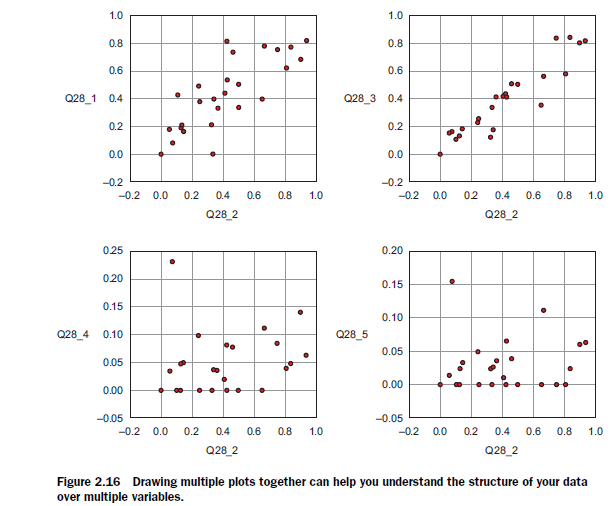 1.0
0.8
0.6
Q28_1 0.4
0.2
0.0
–0.2
–0.2 0.0 0.2 0.4 0.6 0.8 1.0
Q28_2
1.0
0.8
0.6
Q28_3 0.4
0.2
0.0
–0.2
–0.2 0.0 0.2 0.4 0.6 0.8 1.0
Q28_2
0.25
0.20
0.15
Q28_4 0.10
0.05
0.00
–0.05
–0.2 0.0 0.2 0.4 0.6 0.8 1.0
Q28_2
0.20
0.15
Q28_5
0.10
0.05
0.00
–0.05
–0.2 0.0 0.2 0.4 0.6 0.8 1.0
Q28_2
Figure 2.16 Drawing multiple plots together can help you understand the structure of your data
over multiple variables.